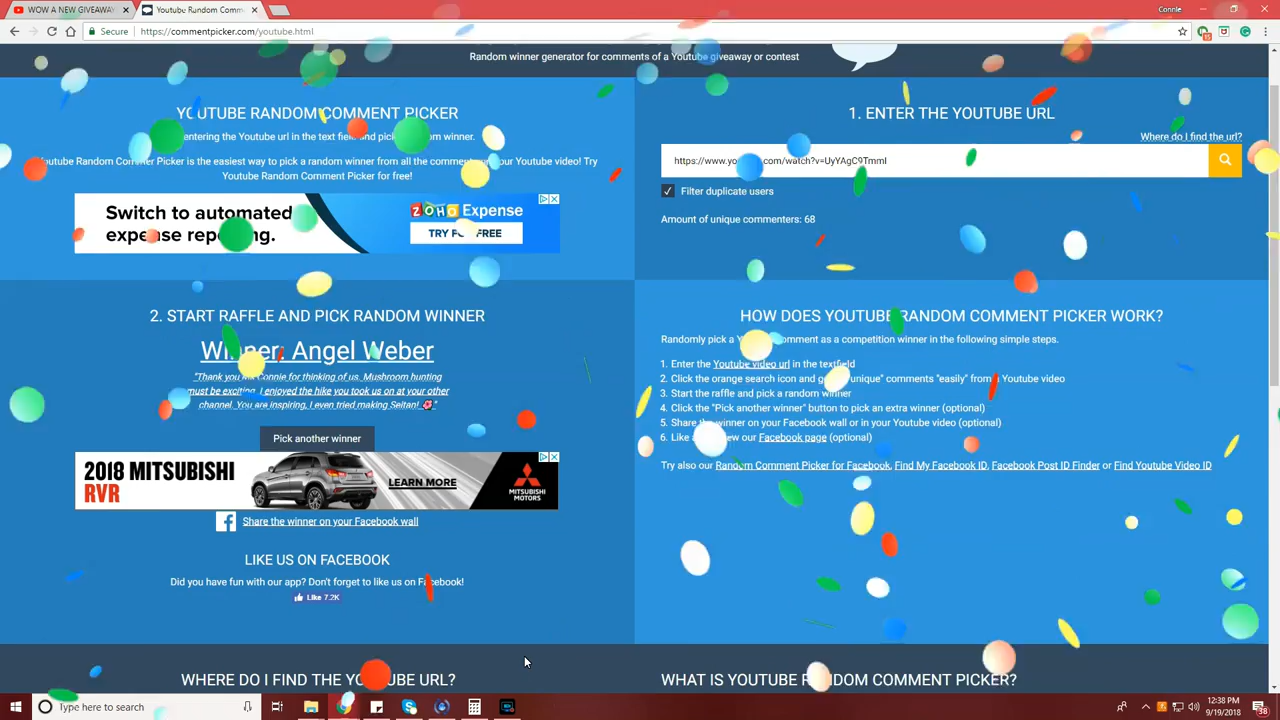 WOW A NEW GIVEAWAY
Youtube Random Comm
Connie
Secure
https://commentpicker.com/youtube.html
15
Random winner generator for comments of a Youtube giveaway or contest
YOUTUBE RANDOM COMMENT PICKER
entering the Youtube url in the text field and pick winner.
Youtube Random Picker is the easiest way to pick a random winner from all the comments your Youtube video! Try
Youtube Random Comment Picker for free!
Switch to automated
expense reporting.
ZOHO Expense
TRY FOR FREE
1. ENTER THE YOUTUBE URL
Where do I find the url?
https://www.youtube.com/watch?v=UyYAgC9TmmI
Filter duplicate users
Amount of unique commenters: 68
2. START RAFFLE AND PICK RANDOM WINNER
Winner: Angel Weber
"Thank you Connie for thinking of us. Mushroom hunting
must be exciting. I enjoyed the hike you took us on at your other
channel. You are inspiring, I even tried making Seitan! 🌸"
Pick another winner
2018 MITSUBISHI
RVR
LEARN MORE
MITSUBISHI
MOTORS
Share the winner on your Facebook wall
LIKE US ON FACEBOOK
Did you have fun with our app? Don't forget to like us on Facebook!
Like 7.2K
HOW DOES YOUTUBE RANDOM COMMENT PICKER WORK?
Randomly pick a Youtube comment as a competition winner in the following simple steps.
1. Enter the Youtube video url in the textfield
2. Click the orange search icon and get "unique" comments "easily" from Youtube video
3. Start the raffle and pick a random winner
4. Click the "Pick another winner" button to pick an extra winner (optional)
5. Share the winner on your Facebook wall or in your Youtube video (optional)
6. Like our Facebook page (optional)
Try also our Random Comment Picker for Facebook, Find My Facebook ID, Facebook Post ID Finder or Find Youtube Video ID
WHERE DO I FIND THE YOUTUBE URL?
WHAT IS YOUTUBE RANDOM COMMENT PICKER?
Type here to search
12:38 PM
9/19/2018
38